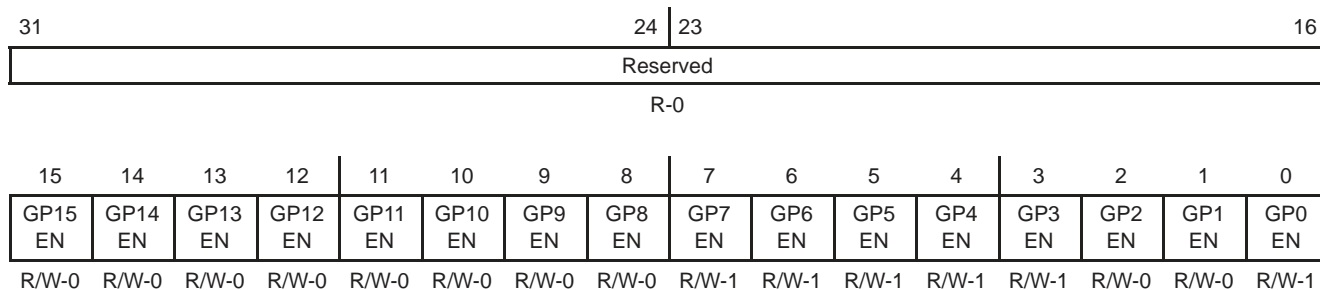 31 24 23 16
Reserved
R-0
15 14 13 12 11 10 9 8 7 6 5 4 3 2 1 0
GP15 GP14 GP13 GP12 GP11 GP10 GP9 GP8 GP7 GP6 GP5 GP4 GP3 GP2 GP1 GP0
EN EN EN EN EN EN EN EN EN EN EN EN EN EN EN EN
R/W-0 R/W-0 R/W-0 R/W-0 R/W-0 R/W-0 R/W-0 R/W-0 R/W-1 R/W-1 R/W-1 R/W-1 R/W-1 R/W-0 R/W-0 R/W-1